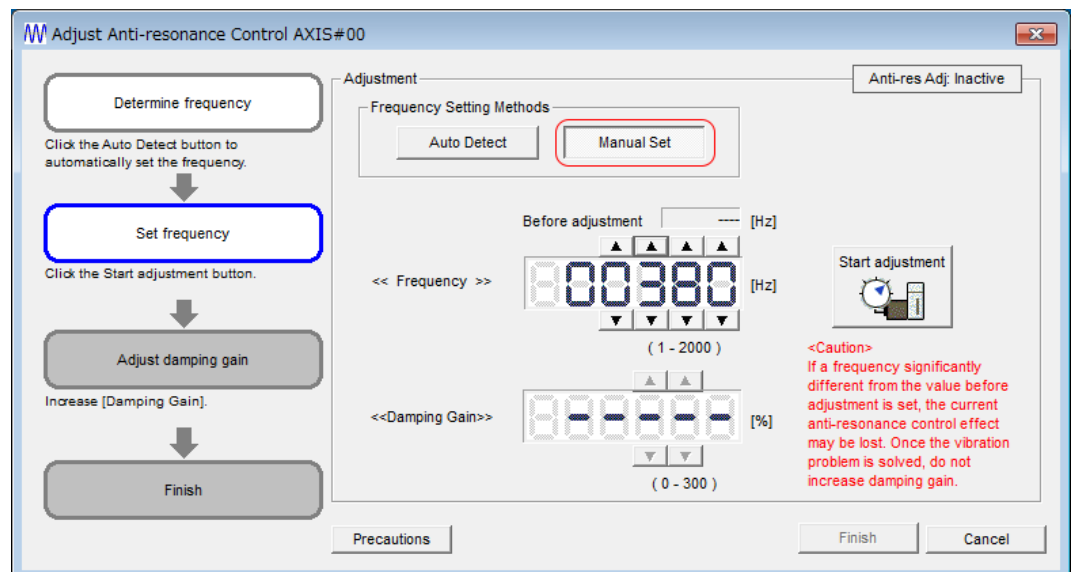 Adjust Anti-resonance Control AXIS#00
Determine frequency
Click the Auto Detect button to
automatically set the frequency.
Set frequency
Click the Start adjustment button.
Adjust damping gain
Increase [Damping Gain].
Finish
Adjustment
Anti-res Adj: Inactive
Frequency Setting Methods
Auto Detect
Manual Set
Before adjustment ---- [Hz]
<< Frequency >> 00380 [Hz]
( 1 - 2000 )
<<Damping Gain>> ----- [%]
( 0 - 300 )
Start adjustment
<Caution>
If a frequency significantly
different from the value before
adjustment is set, the current
anti-resonance control effect
may be lost. Once the vibration
problem is solved, do not
increase damping gain.
Precautions
Finish
Cancel